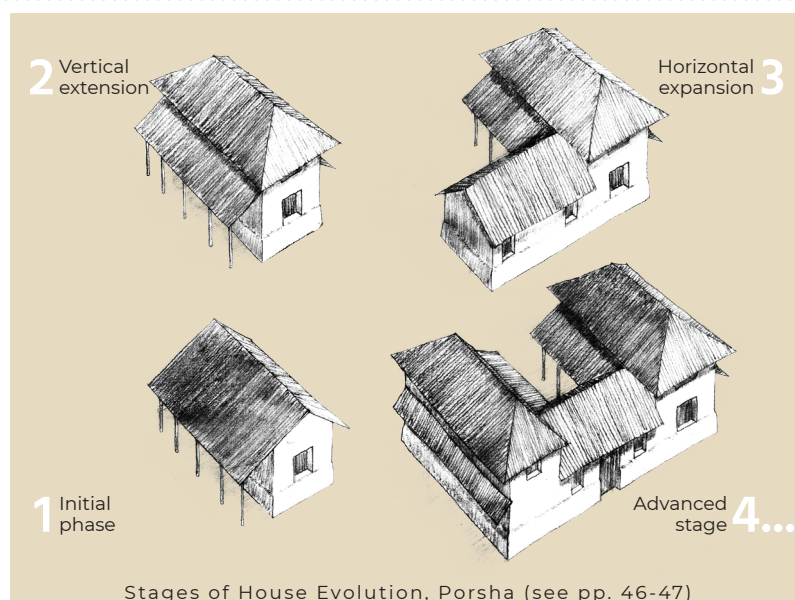 2 Vertical
extension
Horizontal
expansion 3
1 Initial
phase
Advanced
stage 4...
Stages of House Evolution, Porsha (see pp. 46-47)